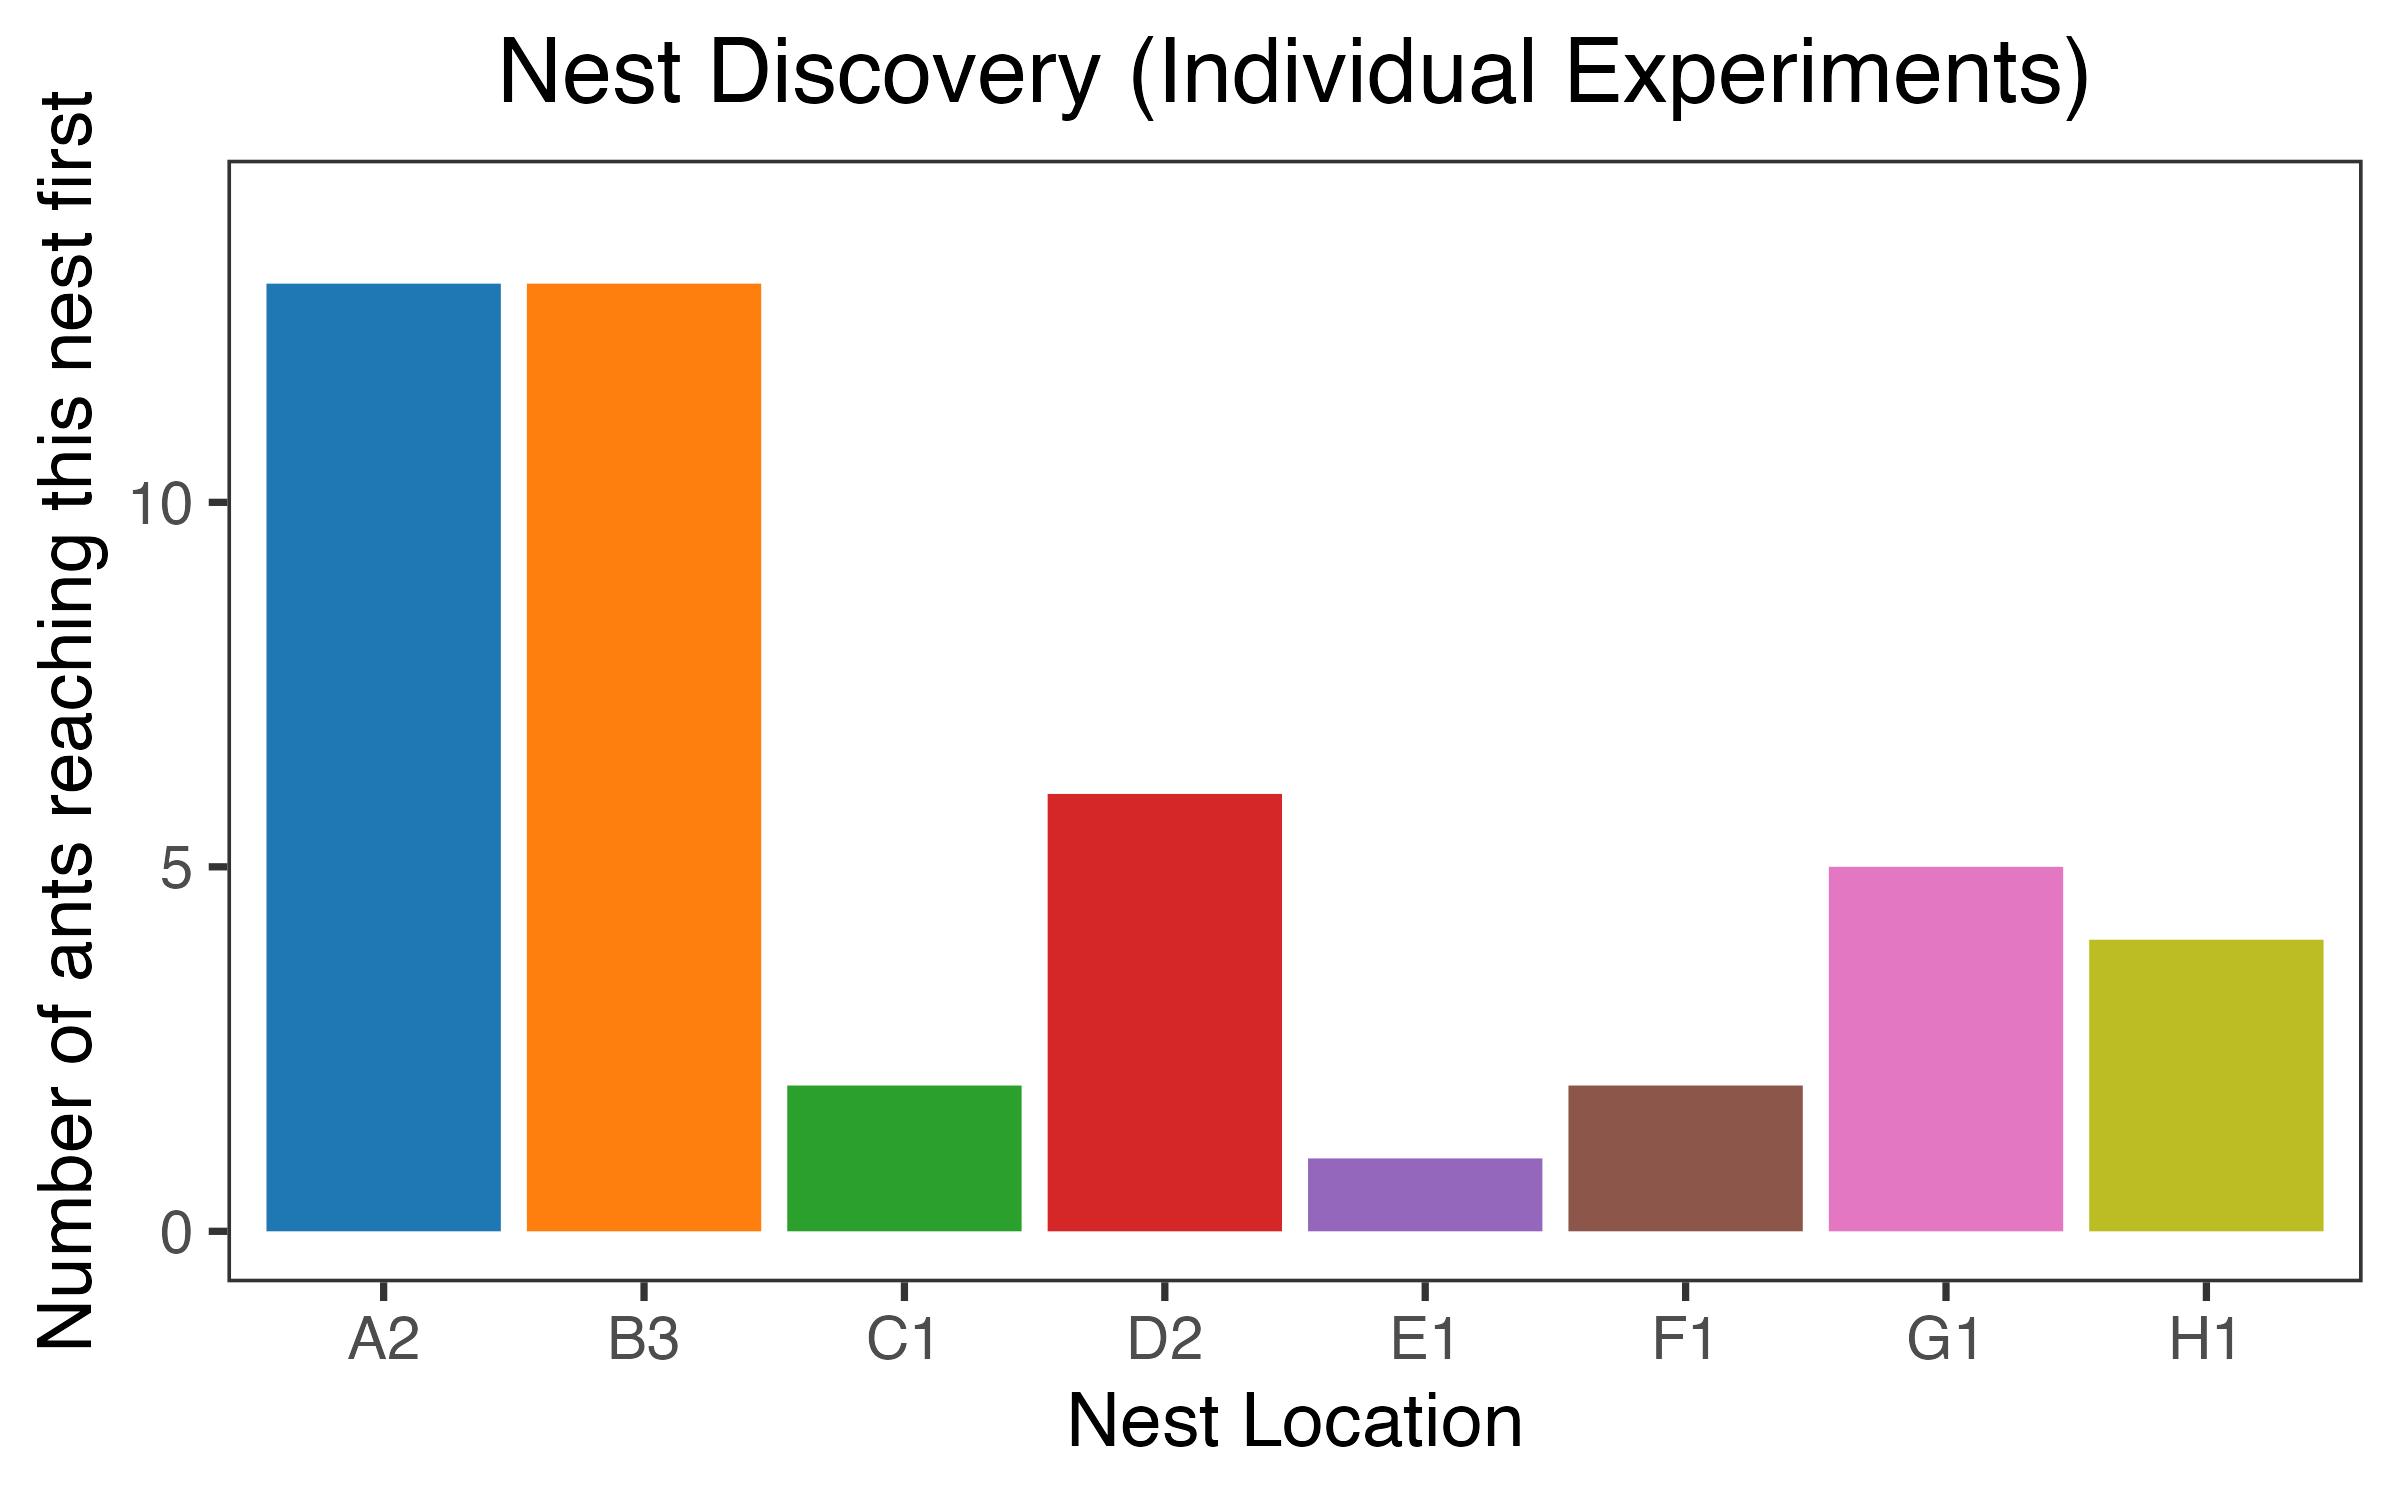 Nest Discovery (Individual Experiments)
Number of ants reaching this nest first
10
5
0
A2 B3 C1 D2 E1 F1 G1 H1
Nest Location